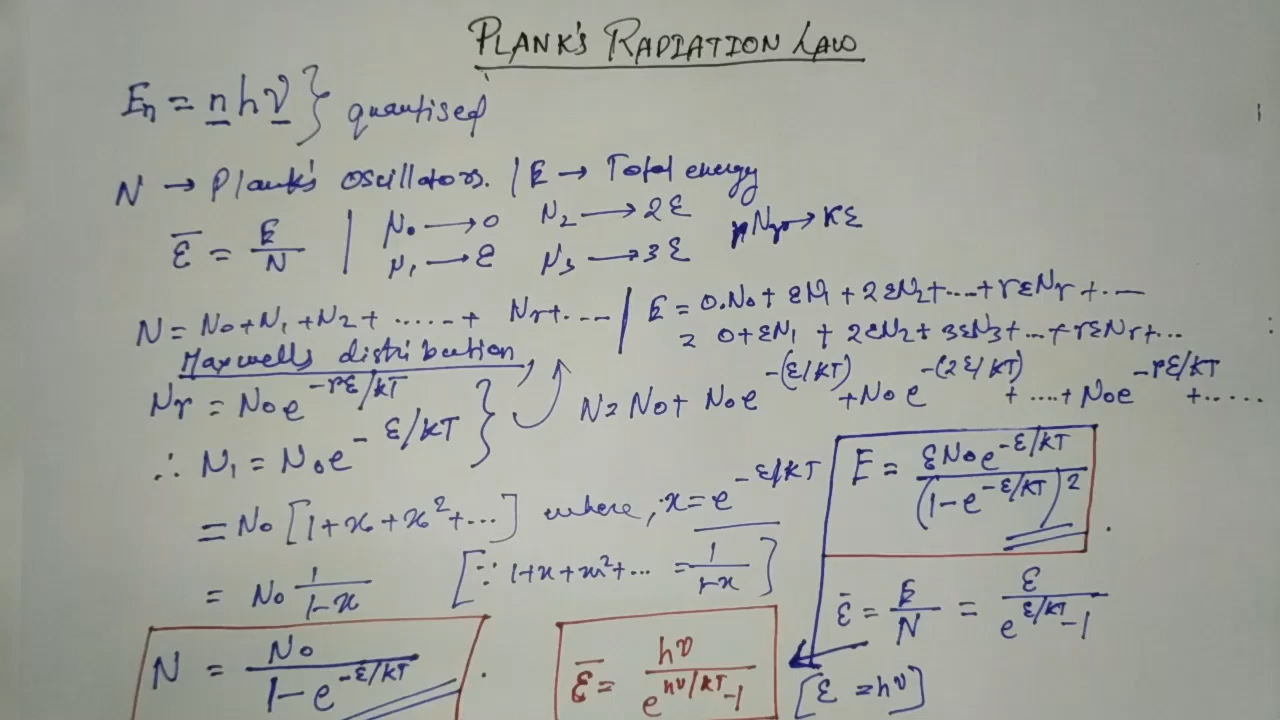 PLANK'S RADIATION LAW
Eη = nhν } quantised
N → Plank's oscillators. | E → Total energy
ε̄ = E/N | N₀ → 0 N₂ → 2ε Nr → rε
N₁ → ε N₃ → 3ε
N = N₀+N₁+N₂+ ......+ Nr+.... | E = 0.N₀+ εN₁ + 2εN₂+....+rεNr +....
= 0+εN₁ + 2εN₂+3εN₃+...+rεNr+...
Maxwells distribution
Nr = N₀e^(-rε/kT)
N = N₀+ N₀e^-(ε/kT) + N₀e^-(2ε/kT) + ....+N₀e^(-rε/kT) +.....
∴ N₁ = N₀e^(-ε/kT) }
E = εN₀e^(-ε/kT) / (1-e^(-ε/kT))²
= N₀ [1+x+x²+...] where, x = e^(-ε/kT)
= N₀ 1/(1-x) [∵ 1+x+x²+... = 1/(1-x)]
ε̄ = E/N = ε/(e^(ε/kT)-1)
N = N₀/(1-e^(-ε/kT)).
ε̄ = hν/(e^(hν/kT)-1)
[ε = hν]